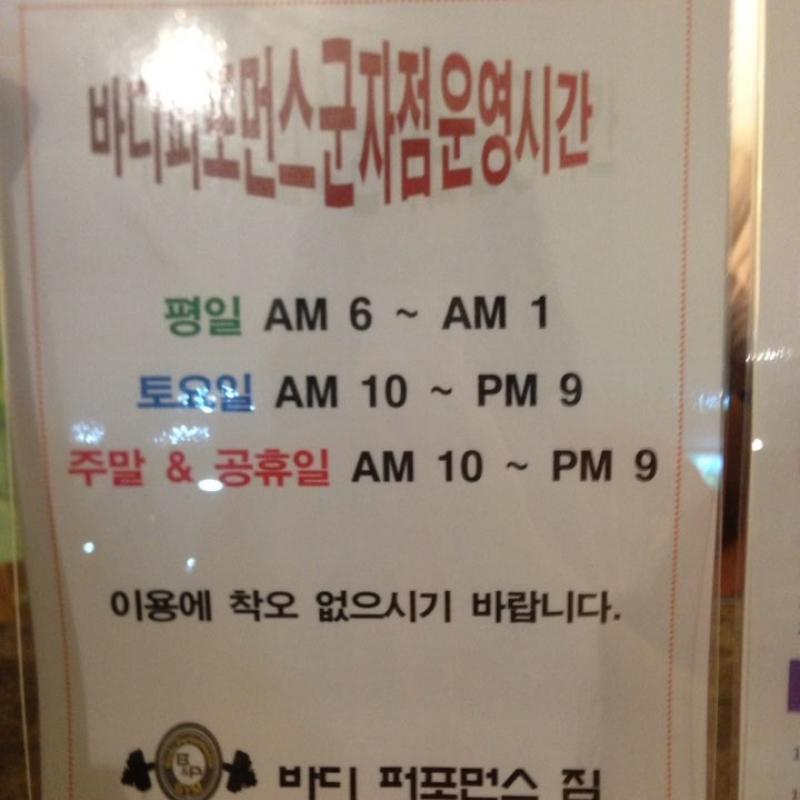 바디퍼포먼스군자점운영시간
평일 AM 6 ~ AM 1
토요일 AM 10 ~ PM 9
주말 & 공휴일 AM 10 ~ PM 9
이용에 착오 없으시기 바랍니다.
바디 퍼포먼스 짐